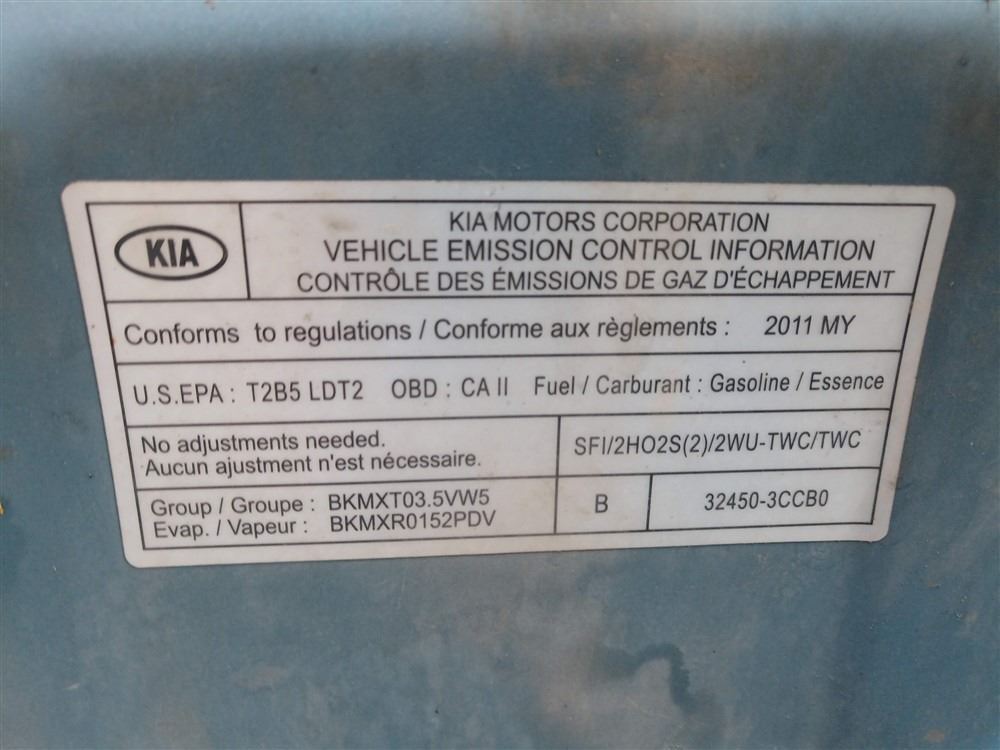 KIA
KIA MOTORS CORPORATION
VEHICLE EMISSION CONTROL INFORMATION
CONTRÔLE DES ÉMISSIONS DE GAZ D'ÉCHAPPEMENT
Conforms to regulations / Conforme aux règlements : 2011 MY
U.S.EPA : T2B5 LDT2 OBD : CA II Fuel / Carburant : Gasoline / Essence
No adjustments needed.
Aucun ajustment n'est nécessaire.
SFI/2HO2S(2)/2WU-TWC/TWC
Group / Groupe : BKMXT03.5VW5
Evap. / Vapeur : BKMXR0152PDV
B
32450-3CCB0